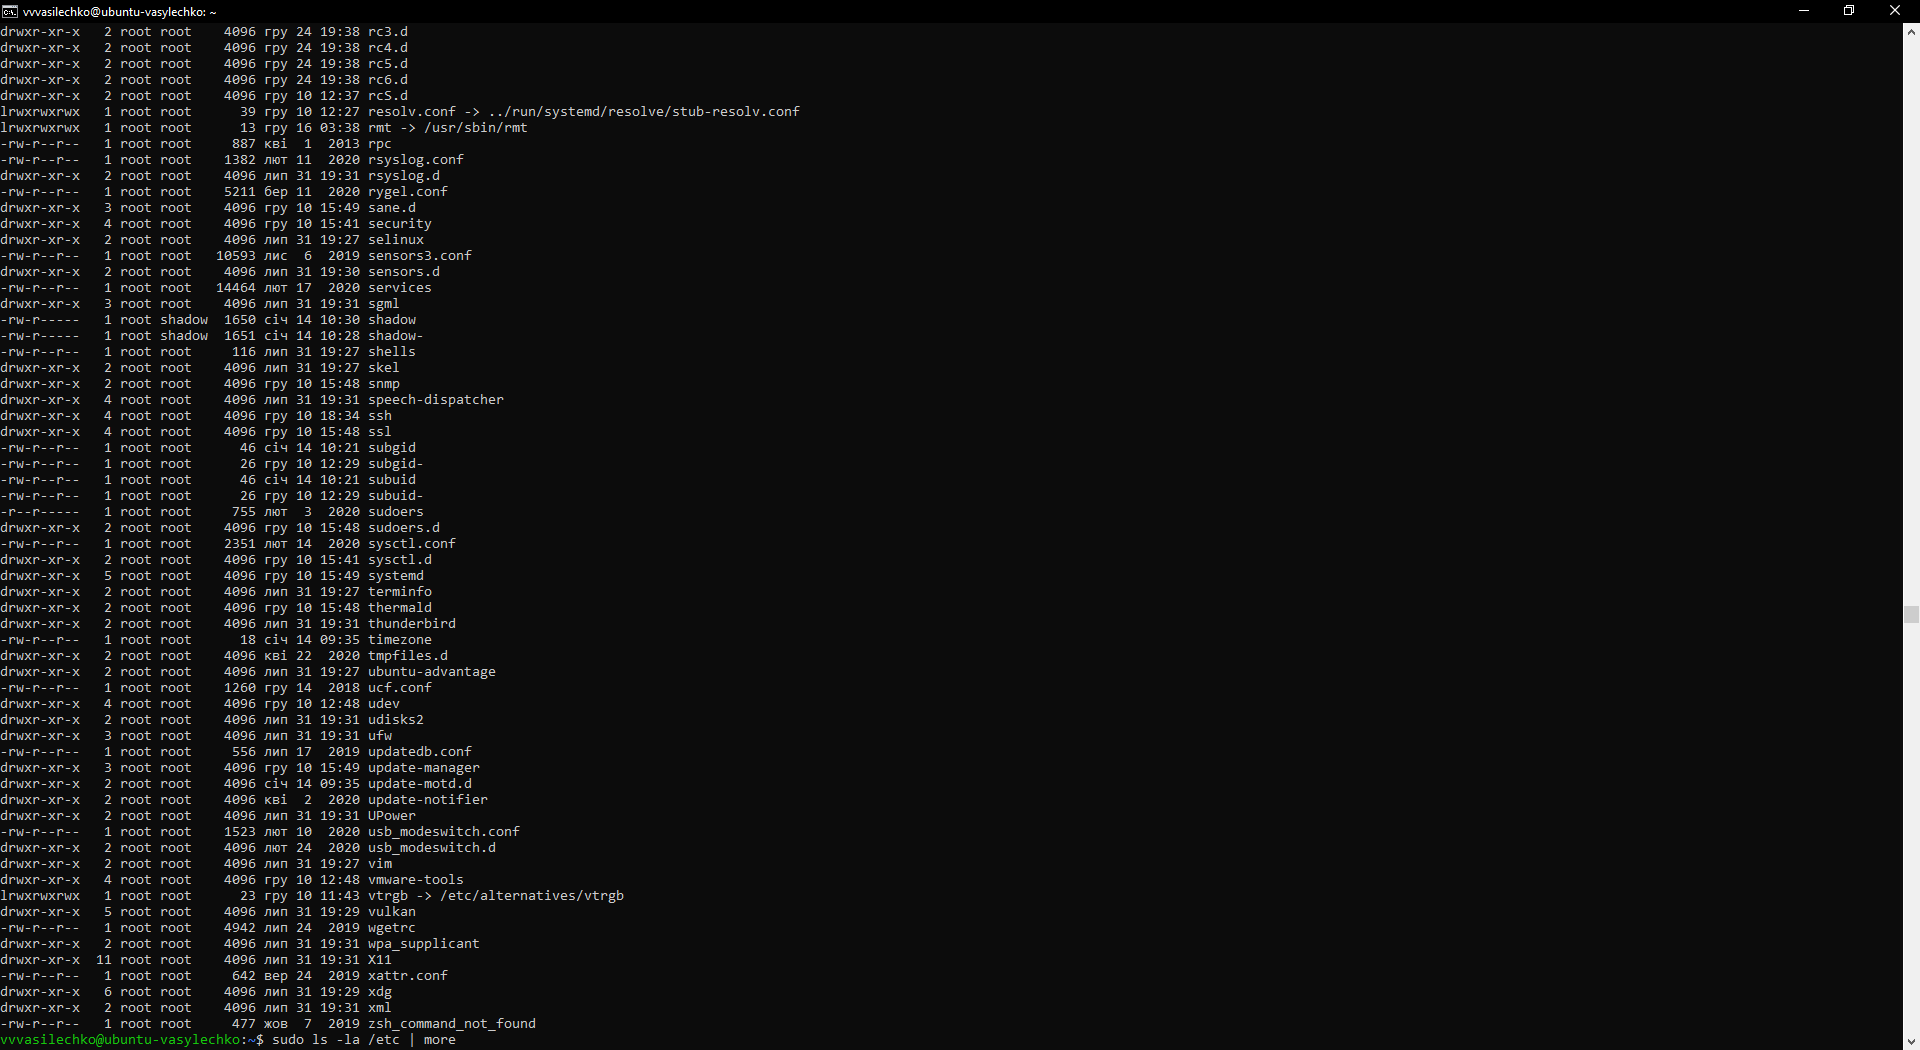 vvvasilechko@ubuntu-vasylechko: ~
drwxr-xr-x   2 root root    4096 гру 24 19:38 rc3.d
drwxr-xr-x   2 root root    4096 гру 24 19:38 rc4.d
drwxr-xr-x   2 root root    4096 гру 24 19:38 rc5.d
drwxr-xr-x   2 root root    4096 гру 24 19:38 rc6.d
drwxr-xr-x   2 root root    4096 гру 10 12:37 rcS.d
lrwxrwxrwx   1 root root      39 гру 10 12:27 resolv.conf -> ../run/systemd/resolve/stub-resolv.conf
lrwxrwxrwx   1 root root      13 гру 16 03:38 rmt -> /usr/sbin/rmt
-rw-r--r--   1 root root     887 кві  1  2013 rpc
-rw-r--r--   1 root root    1382 лют 11  2020 rsyslog.conf
drwxr-xr-x   2 root root    4096 лип 31 19:31 rsyslog.d
-rw-r--r--   1 root root    5211 бер 11  2020 rygel.conf
drwxr-xr-x   3 root root    4096 гру 10 15:49 sane.d
drwxr-xr-x   4 root root    4096 гру 10 15:41 security
drwxr-xr-x   2 root root    4096 лип 31 19:27 selinux
-rw-r--r--   1 root root   10593 лис  6  2019 sensors3.conf
drwxr-xr-x   2 root root    4096 лип 31 19:30 sensors.d
-rw-r--r--   1 root root   14464 лют 17  2020 services
drwxr-xr-x   3 root root    4096 лип 31 19:31 sgml
-rw-r-----   1 root shadow  1650 січ 14 10:30 shadow
-rw-r-----   1 root shadow  1651 січ 14 10:28 shadow-
-rw-r--r--   1 root root     116 лип 31 19:27 shells
drwxr-xr-x   2 root root    4096 лип 31 19:27 skel
drwxr-xr-x   2 root root    4096 гру 10 15:48 snmp
drwxr-xr-x   4 root root    4096 лип 31 19:31 speech-dispatcher
drwxr-xr-x   4 root root    4096 гру 10 18:34 ssh
drwxr-xr-x   4 root root    4096 гру 10 15:48 ssl
-rw-r--r--   1 root root      46 січ 14 10:21 subgid
-rw-r--r--   1 root root      26 гру 10 12:29 subgid-
-rw-r--r--   1 root root      46 січ 14 10:21 subuid
-rw-r--r--   1 root root      26 гру 10 12:29 subuid-
-r--r-----   1 root root     755 лют  3  2020 sudoers
drwxr-xr-x   2 root root    4096 гру 10 15:48 sudoers.d
-rw-r--r--   1 root root    2351 лют 14  2020 sysctl.conf
drwxr-xr-x   2 root root    4096 гру 10 15:41 sysctl.d
drwxr-xr-x   5 root root    4096 гру 10 15:49 systemd
drwxr-xr-x   2 root root    4096 лип 31 19:27 terminfo
drwxr-xr-x   2 root root    4096 гру 10 15:48 thermald
drwxr-xr-x   2 root root    4096 лип 31 19:31 thunderbird
-rw-r--r--   1 root root      18 січ 14 09:35 timezone
drwxr-xr-x   2 root root    4096 кві 22  2020 tmpfiles.d
drwxr-xr-x   2 root root    4096 лип 31 19:27 ubuntu-advantage
-rw-r--r--   1 root root    1260 гру 14  2018 ucf.conf
drwxr-xr-x   4 root root    4096 гру 10 12:48 udev
drwxr-xr-x   2 root root    4096 лип 31 19:31 udisks2
drwxr-xr-x   3 root root    4096 лип 31 19:31 ufw
-rw-r--r--   1 root root     556 лип 17  2019 updatedb.conf
drwxr-xr-x   3 root root    4096 гру 10 15:49 update-manager
drwxr-xr-x   2 root root    4096 січ 14 09:35 update-motd.d
drwxr-xr-x   2 root root    4096 кві  2  2020 update-notifier
drwxr-xr-x   2 root root    4096 лип 31 19:31 UPower
-rw-r--r--   1 root root    1523 лют 10  2020 usb_modeswitch.conf
drwxr-xr-x   2 root root    4096 лют 24  2020 usb_modeswitch.d
drwxr-xr-x   2 root root    4096 лип 31 19:27 vim
drwxr-xr-x   4 root root    4096 гру 10 12:48 vmware-tools
lrwxrwxrwx   1 root root      23 гру 10 11:43 vtrgb -> /etc/alternatives/vtrgb
drwxr-xr-x   5 root root    4096 лип 31 19:29 vulkan
-rw-r--r--   1 root root    4942 лип 24  2019 wgetrc
drwxr-xr-x   2 root root    4096 лип 31 19:31 wpa_supplicant
drwxr-xr-x  11 root root    4096 лип 31 19:31 X11
-rw-r--r--   1 root root     642 вер 24  2019 xattr.conf
drwxr-xr-x   6 root root    4096 лип 31 19:29 xdg
drwxr-xr-x   2 root root    4096 лип 31 19:31 xml
-rw-r--r--   1 root root     477 жов  7  2019 zsh_command_not_found
vvvasilechko@ubuntu-vasylechko:~$ sudo ls -la /etc | more